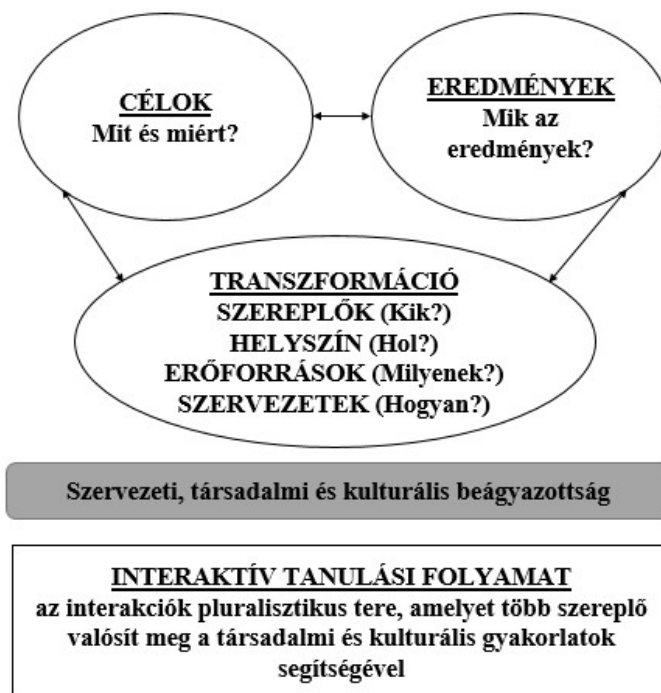 CÉLOK
Mit és miért?
EREDMÉNYEK
Mik az
eredmények?
TRANSZFORMÁCIÓ
SZEREPLŐK (Kik?)
HELYSZÍN (Hol?)
ERŐFORRÁSOK (Milyenek?)
SZERVEZETEK (Hogyan?)
Szervezeti, társadalmi és kulturális beágyazottság
INTERAKTÍV TANULÁSI FOLYAMAT
az interakciók pluralisztikus tere, amelyet több szereplő
valósít meg a társadalmi és kulturális gyakorlatok
segítségével